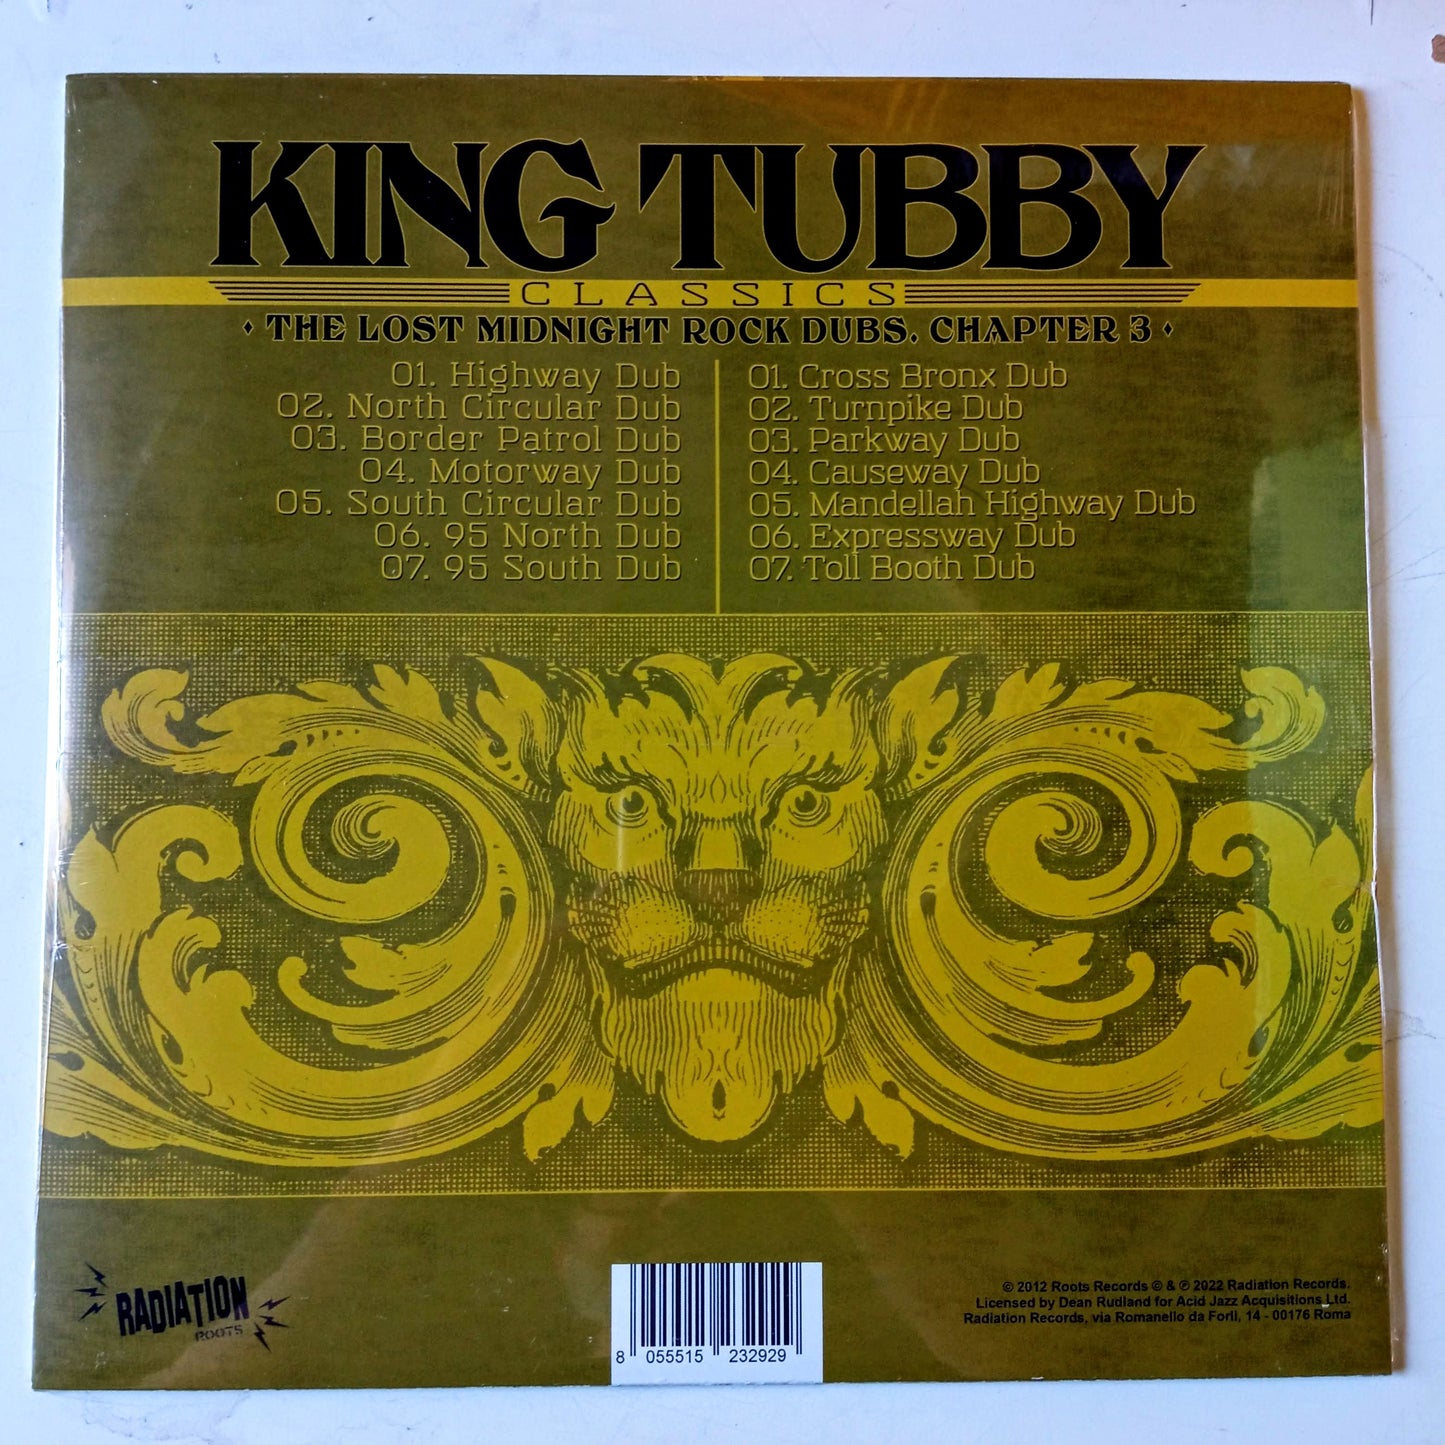 KING TUBBY
CLASSICS
THE LOST MIDNIGHT ROCK DUBS. CHAPTER 3
01. Highway Dub
02. North Circular Dub
03. Border Patrol Dub
04. Motorway Dub
05. South Circular Dub
06. 95 North Dub
07. 95 South Dub
01. Cross Bronx Dub
02. Turnpike Dub
03. Parkway Dub
04. Causeway Dub
05. Mandellah Highway Dub
06. Expressway Dub
07. Toll Booth Dub
RADIATION
ROOTS
8 055515 232929
© 2012 Roots Records © & ℗ 2022 Radiation Records.
Licensed by Dean Rudland for Acid Jazz Acquisitions Ltd.
Radiation Records, via Romanello da Forlì, 14 - 00176 Roma